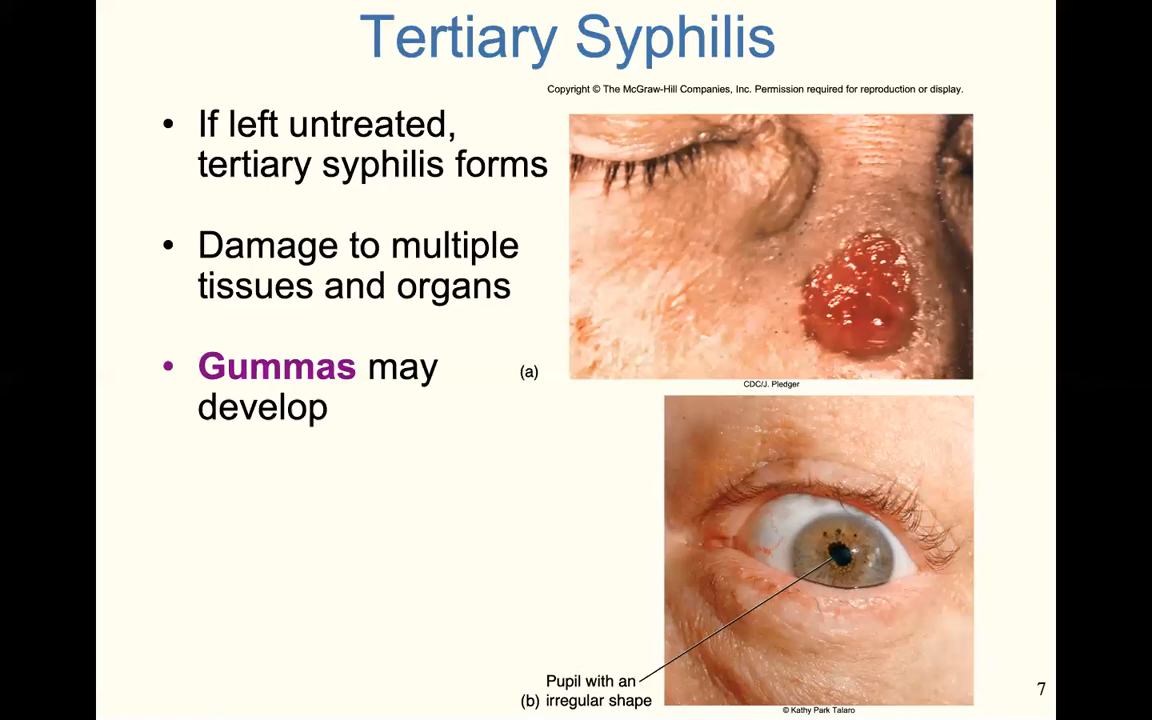 Tertiary Syphilis
Copyright © The McGraw-Hill Companies, Inc. Permission required for reproduction or display.
• If left untreated,
tertiary syphilis forms
• Damage to multiple
tissues and organs
• Gummas may
develop
(a)
CDC/J. Pledger
Pupil with an
(b) irregular shape
© Kathy Park Talaro
7